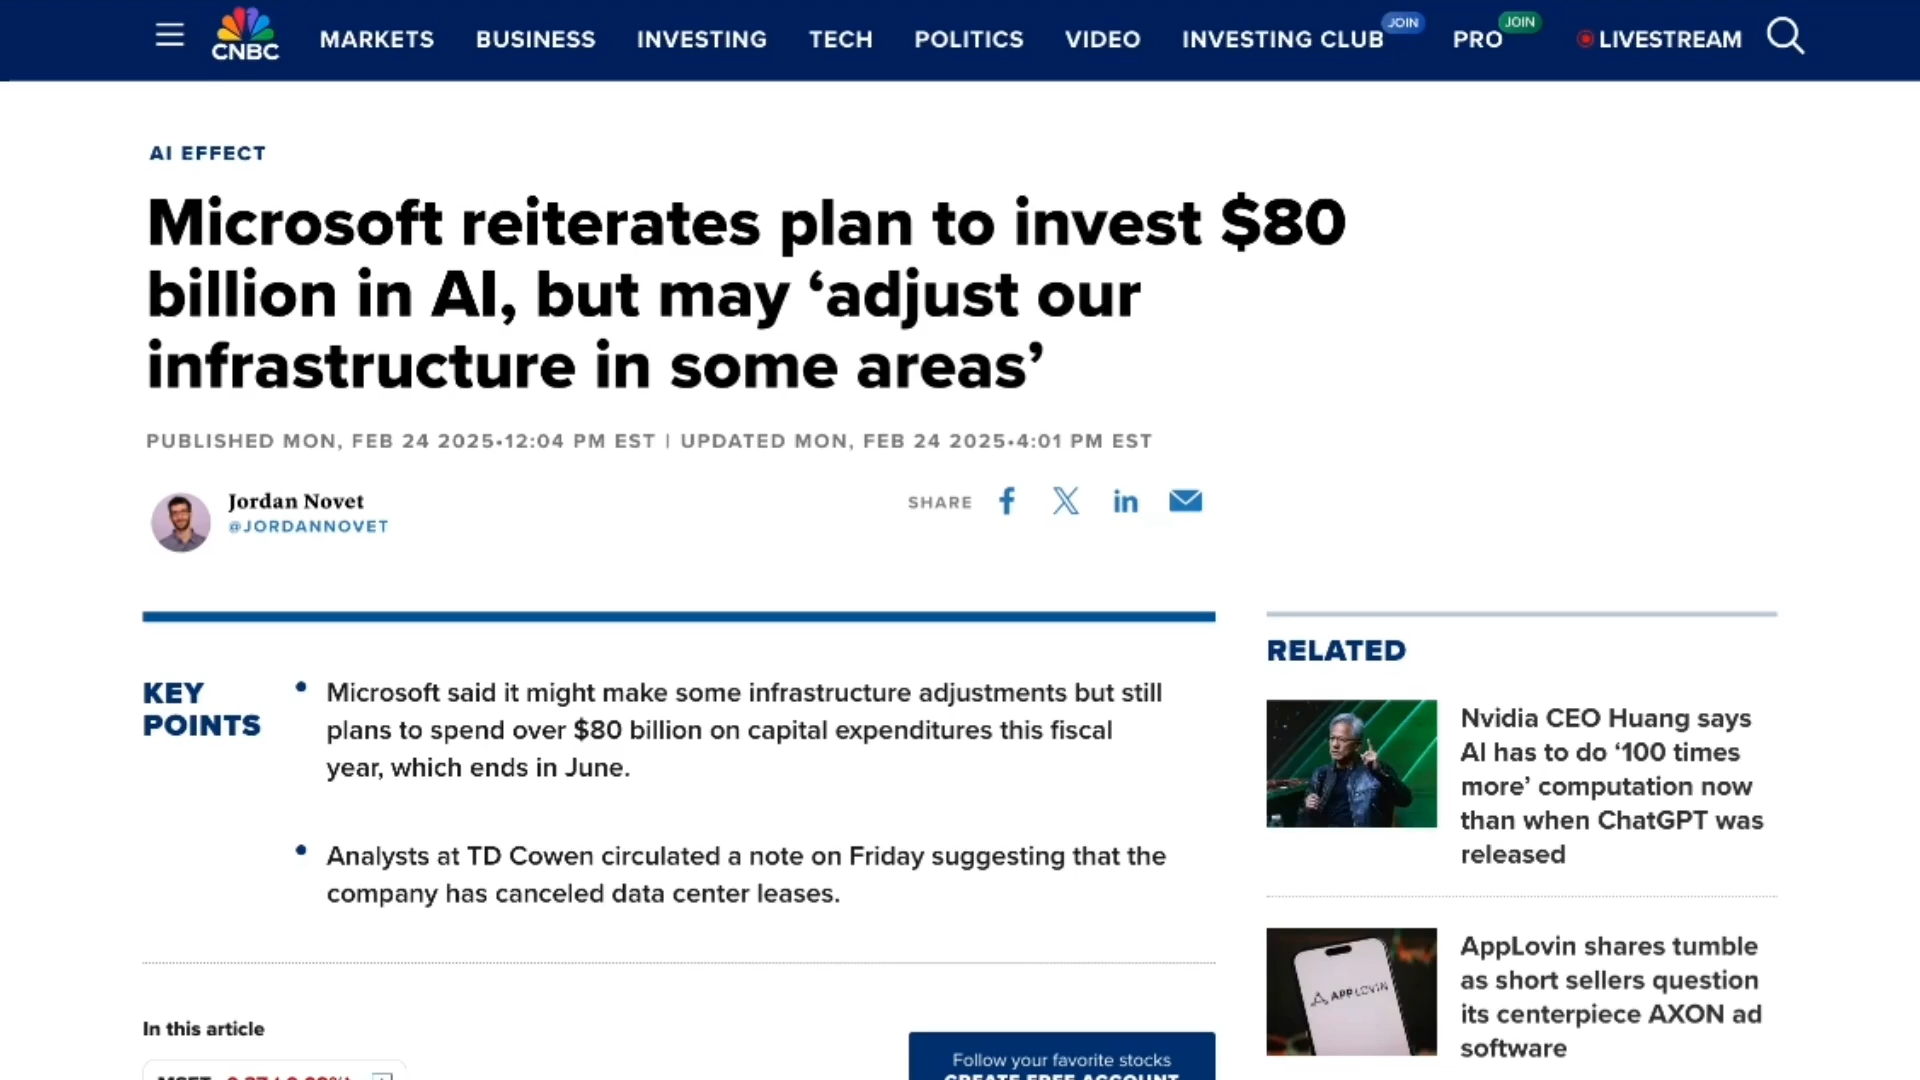 CNBC
MARKETS
BUSINESS
INVESTING
TECH
POLITICS
VIDEO
INVESTING CLUB
JOIN
PRO
JOIN
LIVESTREAM
AI EFFECT
Microsoft reiterates plan to invest $80
billion in AI, but may ‘adjust our
infrastructure in some areas’
PUBLISHED MON, FEB 24 2025•12:04 PM EST | UPDATED MON, FEB 24 2025•4:01 PM EST
Jordan Novet
@JORDANNOVET
SHARE
KEY
POINTS
• Microsoft said it might make some infrastructure adjustments but still
plans to spend over $80 billion on capital expenditures this fiscal
year, which ends in June.
• Analysts at TD Cowen circulated a note on Friday suggesting that the
company has canceled data center leases.
In this article
Follow your favorite stocks
CREATE FREE ACCOUNT
RELATED
Nvidia CEO Huang says
AI has to do ‘100 times
more’ computation now
than when ChatGPT was
released
APPLOVIN
AppLovin shares tumble
as short sellers question
its centerpiece AXON ad
software